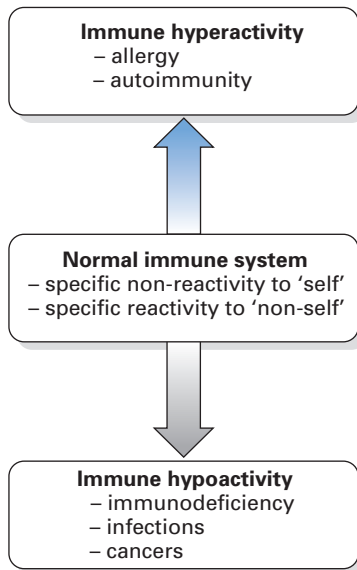 Immune hyperactivity
– allergy
– autoimmunity
Normal immune system
– specific non-reactivity to ‘self’
– specific reactivity to ‘non-self’
Immune hypoactivity
– immunodeficiency
– infections
– cancers